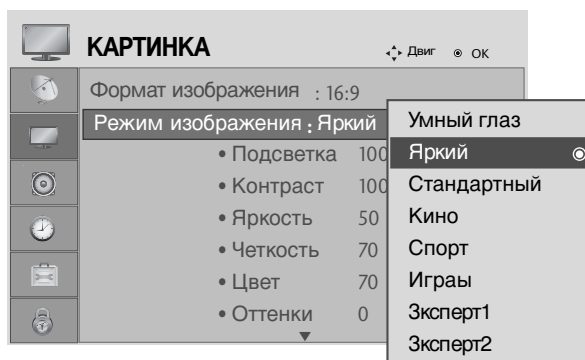 КАРТИНКА
Двиг ОК
Формат изображения : 16:9
Режим изображения : Яркий
• Подсветка 100
• Контраст 100
• Яркость 50
• Четкость 70
• Цвет 70
• Оттенки 0
Умный глаз
Яркий
Стандартный
Кино
Спорт
Играы
Зксперт1
Зксперт2